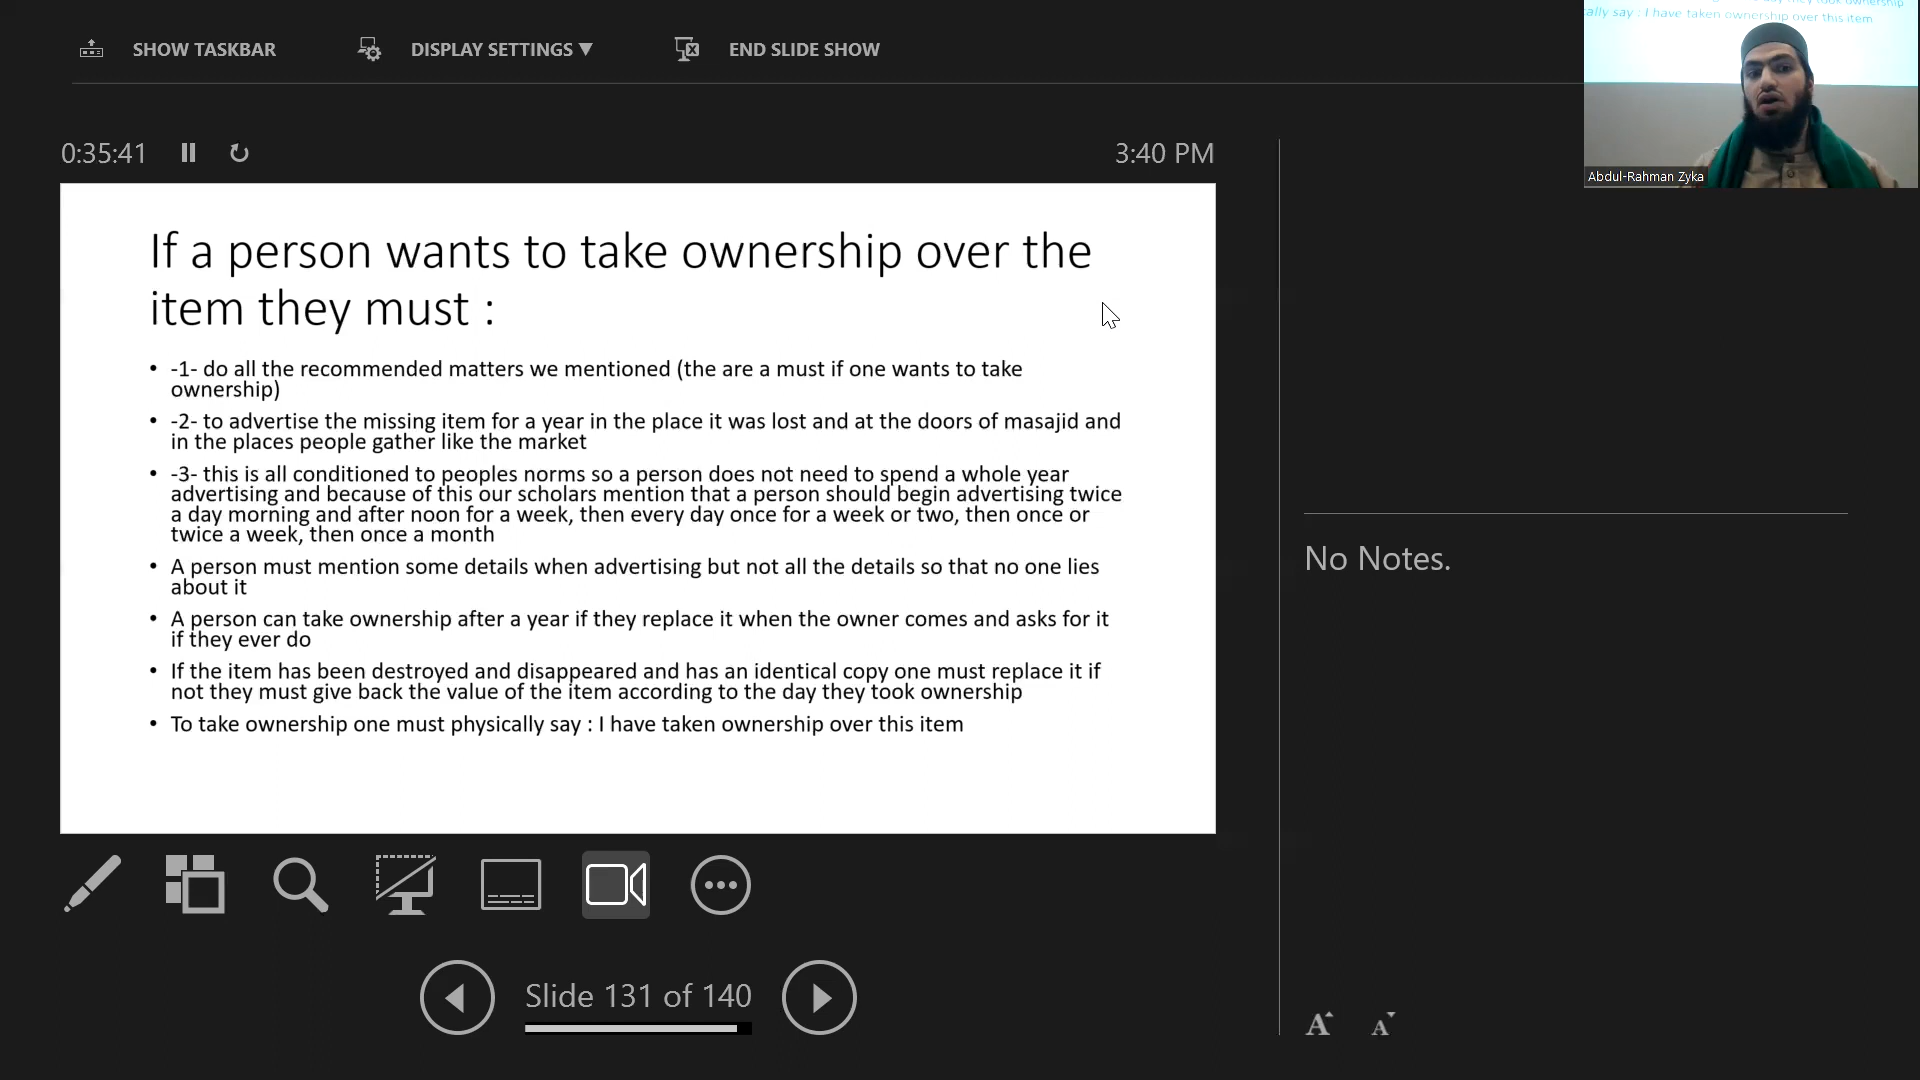 SHOW TASKBAR
DISPLAY SETTINGS ▼
END SLIDE SHOW
they took ownership
cally say : I have taken ownership over this item
Abdul-Rahman Zyka
0:35:41
3:40 PM
If a person wants to take ownership over the
item they must :
• -1- do all the recommended matters we mentioned (the are a must if one wants to take
ownership)
• -2- to advertise the missing item for a year in the place it was lost and at the doors of masajid and
in the places people gather like the market
• -3- this is all conditioned to peoples norms so a person does not need to spend a whole year
advertising and because of this our scholars mention that a person should begin advertising twice
a day morning and after noon for a week, then every day once for a week or two, then once or
twice a week, then once a month
• A person must mention some details when advertising but not all the details so that no one lies
about it
• A person can take ownership after a year if they replace it when the owner comes and asks for it
if they ever do
• If the item has been destroyed and disappeared and has an identical copy one must replace it if
not they must give back the value of the item according to the day they took ownership
• To take ownership one must physically say : I have taken ownership over this item
No Notes.
Slide 131 of 140
A A